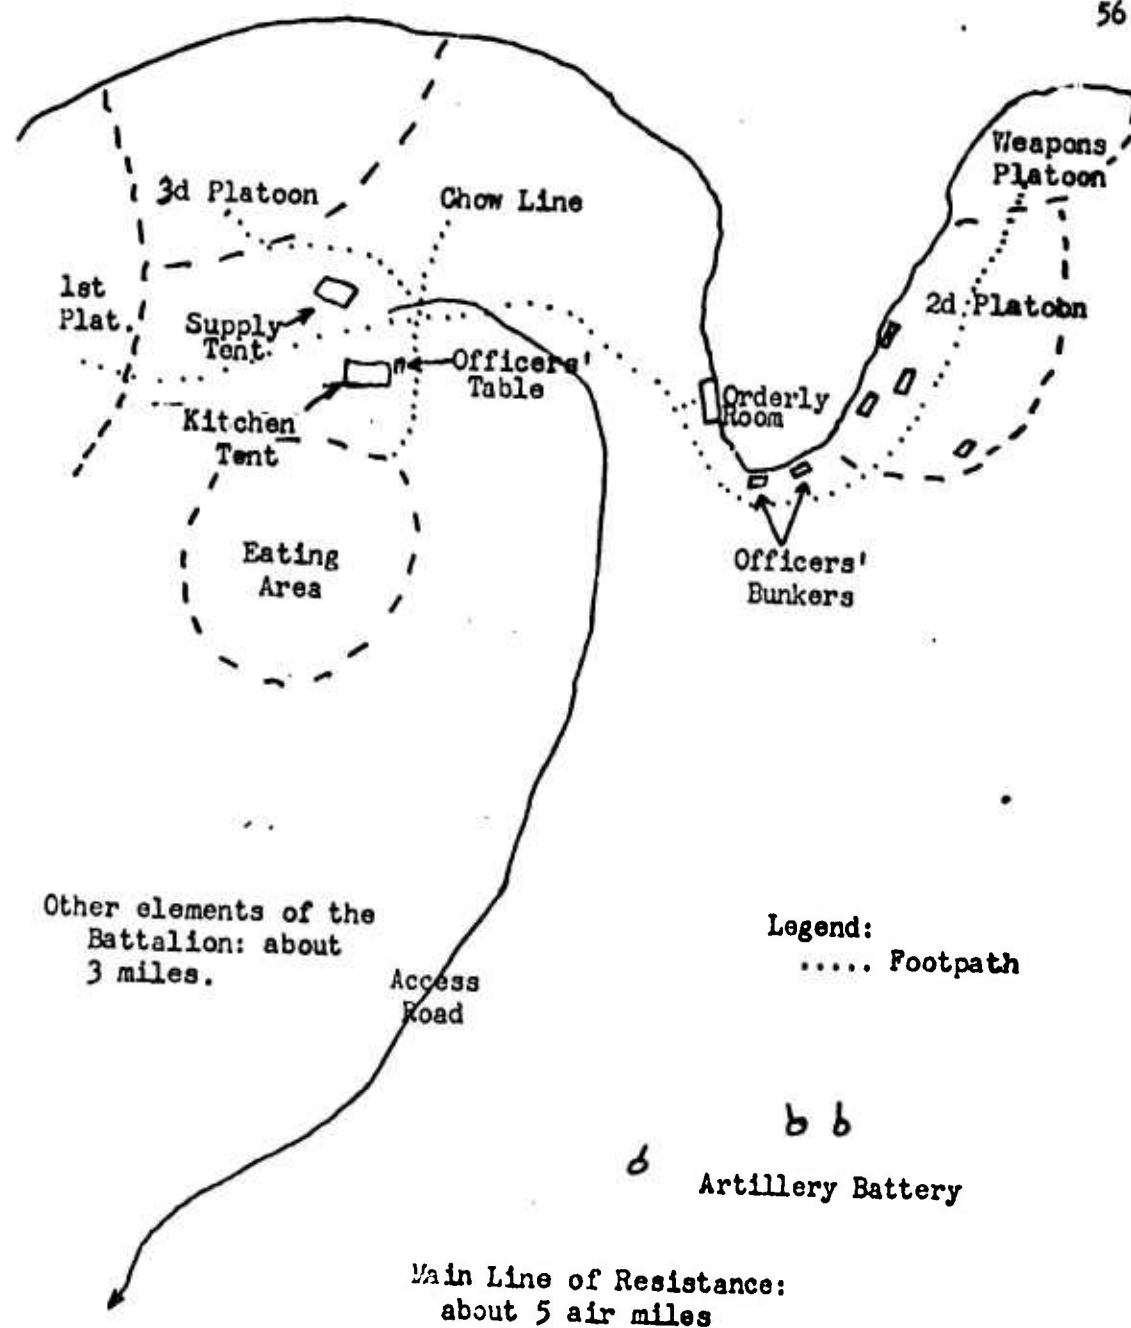 56
Weapons
Platoon
3d Platoon
Chow Line
1st
Plat.
2d Platoon
Supply
Tent
Officers'
Table
Orderly
Room
Kitchen
Tent
Eating
Area
Officers'
Bunkers
Other elements of the
Battalion: about
3 miles.
Legend:
..... Footpath
Access
Road
Artillery Battery
Main Line of Resistance:
about 5 air miles